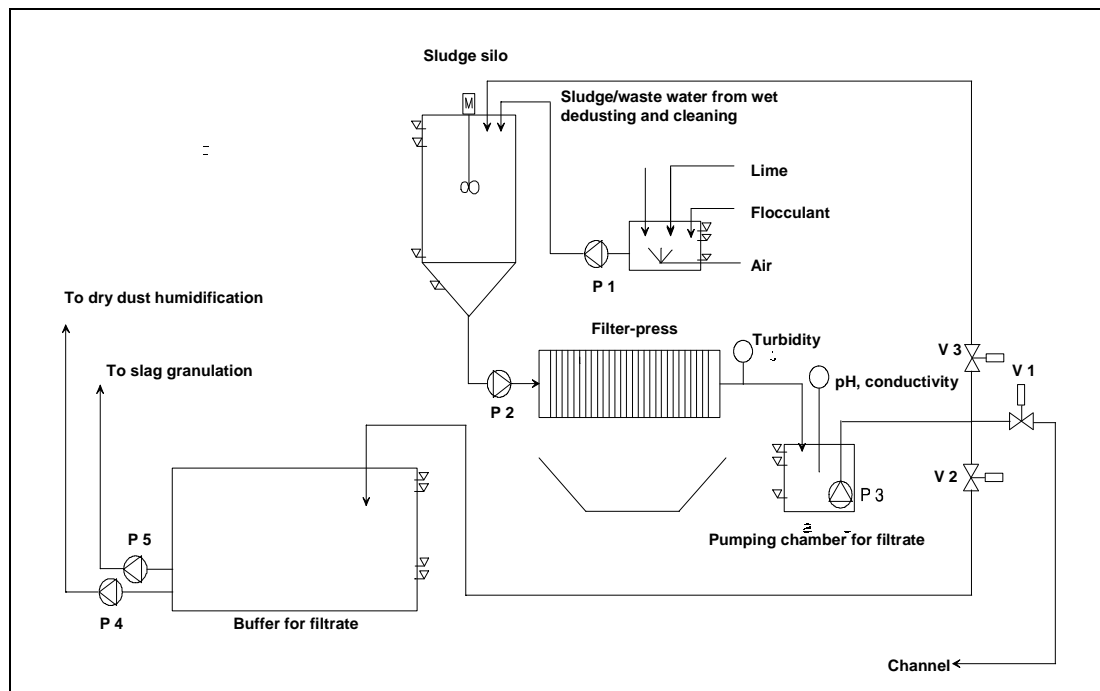 Sludge silo
M
Sludge/waste water from wet
dedusting and cleaning
Lime
Flocculant
Air
P 1
To dry dust humidification
Filter-press
Turbidity
V 3
V 1
To slag granulation
pH, conductivity
P 2
V 2
P 3
Pumping chamber for filtrate
P 5
P 4
Buffer for filtrate
Channel